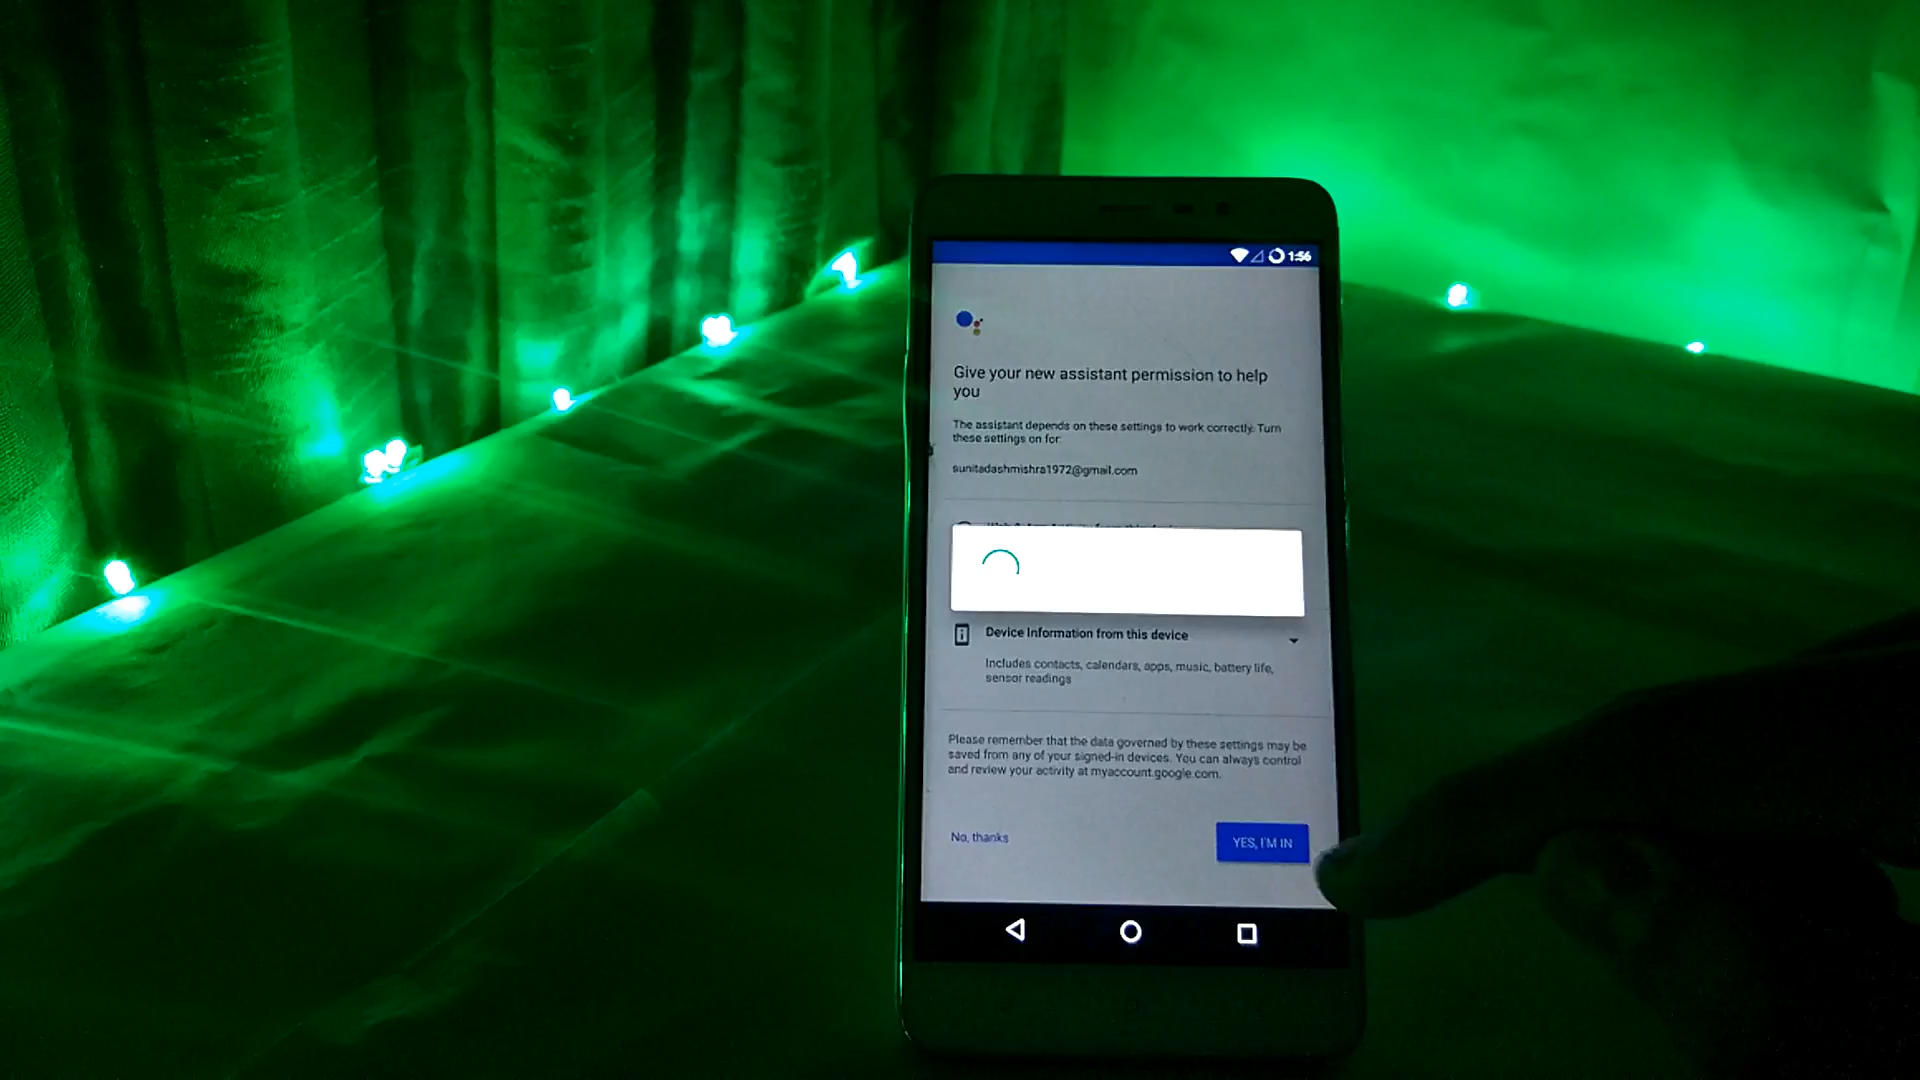 1:56
Give your new assistant permission to help
you
The assistant depends on these settings to work correctly. Turn
these settings on for:
sunitadashmishra1972@gmail.com
Device Information from this device
Includes contacts, calendars, apps, music, battery life,
sensor readings
Please remember that the data governed by these settings may be
saved from any of your signed-in devices. You can always control
and review your activity at myaccount.google.com.
No, thanks
YES, I'M IN